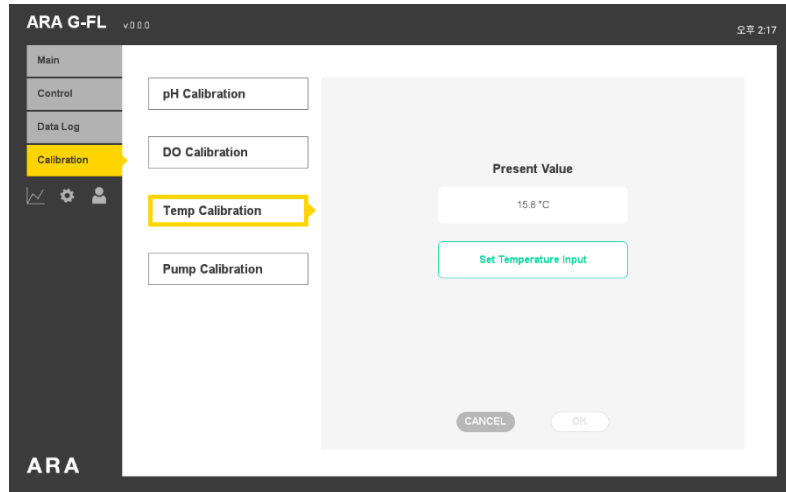 ARA G-FL v.0.0.0
오후 2:17
Main
Control
Data Log
Calibration
pH Calibration
DO Calibration
Temp Calibration
Pump Calibration
Present Value
15.8 °C
Set Temperature Input
CANCEL
OK
ARA